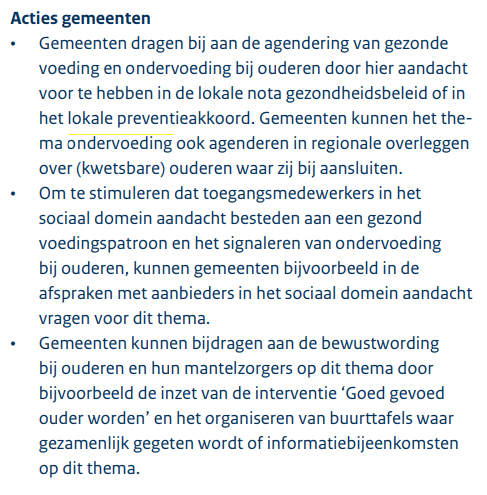 Acties gemeenten
• Gemeenten dragen bij aan de agendering van gezonde
voeding en ondervoeding bij ouderen door hier aandacht
voor te hebben in de lokale nota gezondheidsbeleid of in
het lokale preventieakkoord. Gemeenten kunnen het the-
ma ondervoeding ook agenderen in regionale overleggen
over (kwetsbare) ouderen waar zij bij aansluiten.
• Om te stimuleren dat toegangsmedewerkers in het
sociaal domein aandacht besteden aan een gezond
voedingspatroon en het signaleren van ondervoeding
bij ouderen, kunnen gemeenten bijvoorbeeld in de
afspraken met aanbieders in het sociaal domein aandacht
vragen voor dit thema.
• Gemeenten kunnen bijdragen aan de bewustwording
bij ouderen en hun mantelzorgers op dit thema door
bijvoorbeeld de inzet van de interventie ‘Goed gevoed
ouder worden’ en het organiseren van buurttafels waar
gezamenlijk gegeten wordt of informatiebijeenkomsten
op dit thema.